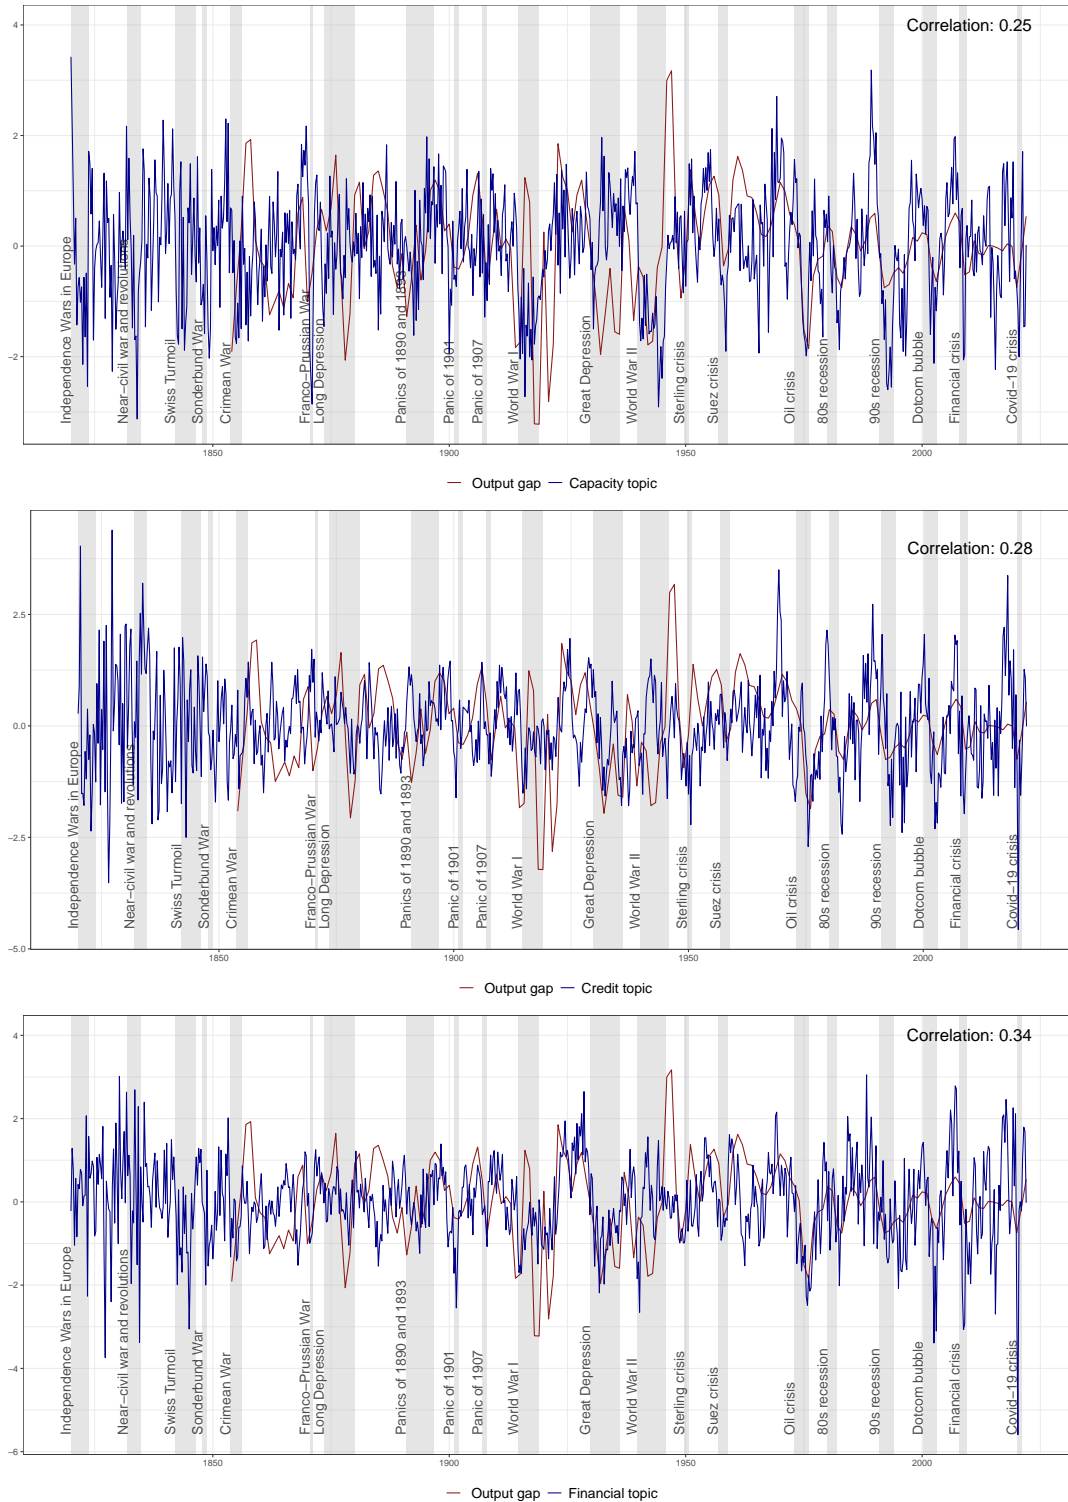 Correlation: 0.25
4
2
0
−2
Independence Wars in Europe
Near−civil war and revolutions
Swiss Turmoil
Sonderbund War
Crimean War
Franco−Prussian War
Long Depression
Panics of 1890 and 1893
Panic of 1901
Panic of 1907
World War I
Great Depression
World War II
Sterling crisis
Suez crisis
Oil crisis
80s recession
90s recession
Dotcom bubble
Financial crisis
Covid−19 crisis
1850 1900 1950 2000
Output gap Capacity topic
Correlation: 0.28
2.5
0.0
−2.5
−5.0
Independence Wars in Europe
Near−civil war and revolutions
Swiss Turmoil
Sonderbund War
Crimean War
Franco−Prussian War
Long Depression
Panics of 1890 and 1893
Panic of 1901
Panic of 1907
World War I
Great Depression
World War II
Sterling crisis
Suez crisis
Oil crisis
80s recession
90s recession
Dotcom bubble
Financial crisis
Covid−19 crisis
1850 1900 1950 2000
Output gap Credit topic
Correlation: 0.34
4
2
0
−2
−4
−6
Independence Wars in Europe
Near−civil war and revolutions
Swiss Turmoil
Sonderbund War
Crimean War
Franco−Prussian War
Long Depression
Panics of 1890 and 1893
Panic of 1901
Panic of 1907
World War I
Great Depression
World War II
Sterling crisis
Suez crisis
Oil crisis
80s recession
90s recession
Dotcom bubble
Financial crisis
Covid−19 crisis
1850 1900 1950 2000
Output gap Financial topic